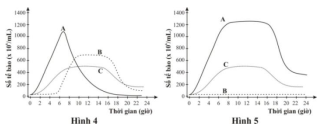 Số tế bào (x 10⁶/mL)
1400
1200
1000
800
600
400
200
0
A
B
C
0 2 4 6 8 10 12 14 16 18 20 22 24
Thời gian (giờ)
Hình 4
Số tế bào (x 10⁶/mL)
1400
1200
1000
800
600
400
200
0
A
C
B
0 2 4 6 8 10 12 14 16 18 20 22 24
Thời gian (giờ)
Hình 5